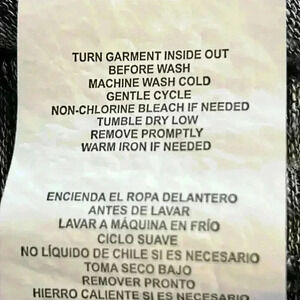 TURN GARMENT INSIDE OUT
BEFORE WASH
MACHINE WASH COLD
GENTLE CYCLE
NON-CHLORINE BLEACH IF NEEDED
TUMBLE DRY LOW
REMOVE PROMPTLY
WARM IRON IF NEEDED
ENCIENDA EL ROPA DELANTERO
ANTES DE LAVAR
LAVAR A MÁQUINA EN FRÍO
CICLO SUAVE
NO LÍQUIDO DE CHILE SI ES NECESARIO
TOMA SECO BAJO
REMOVER PRONTO
HIERRO CALIENTE SI ES NECESARIO